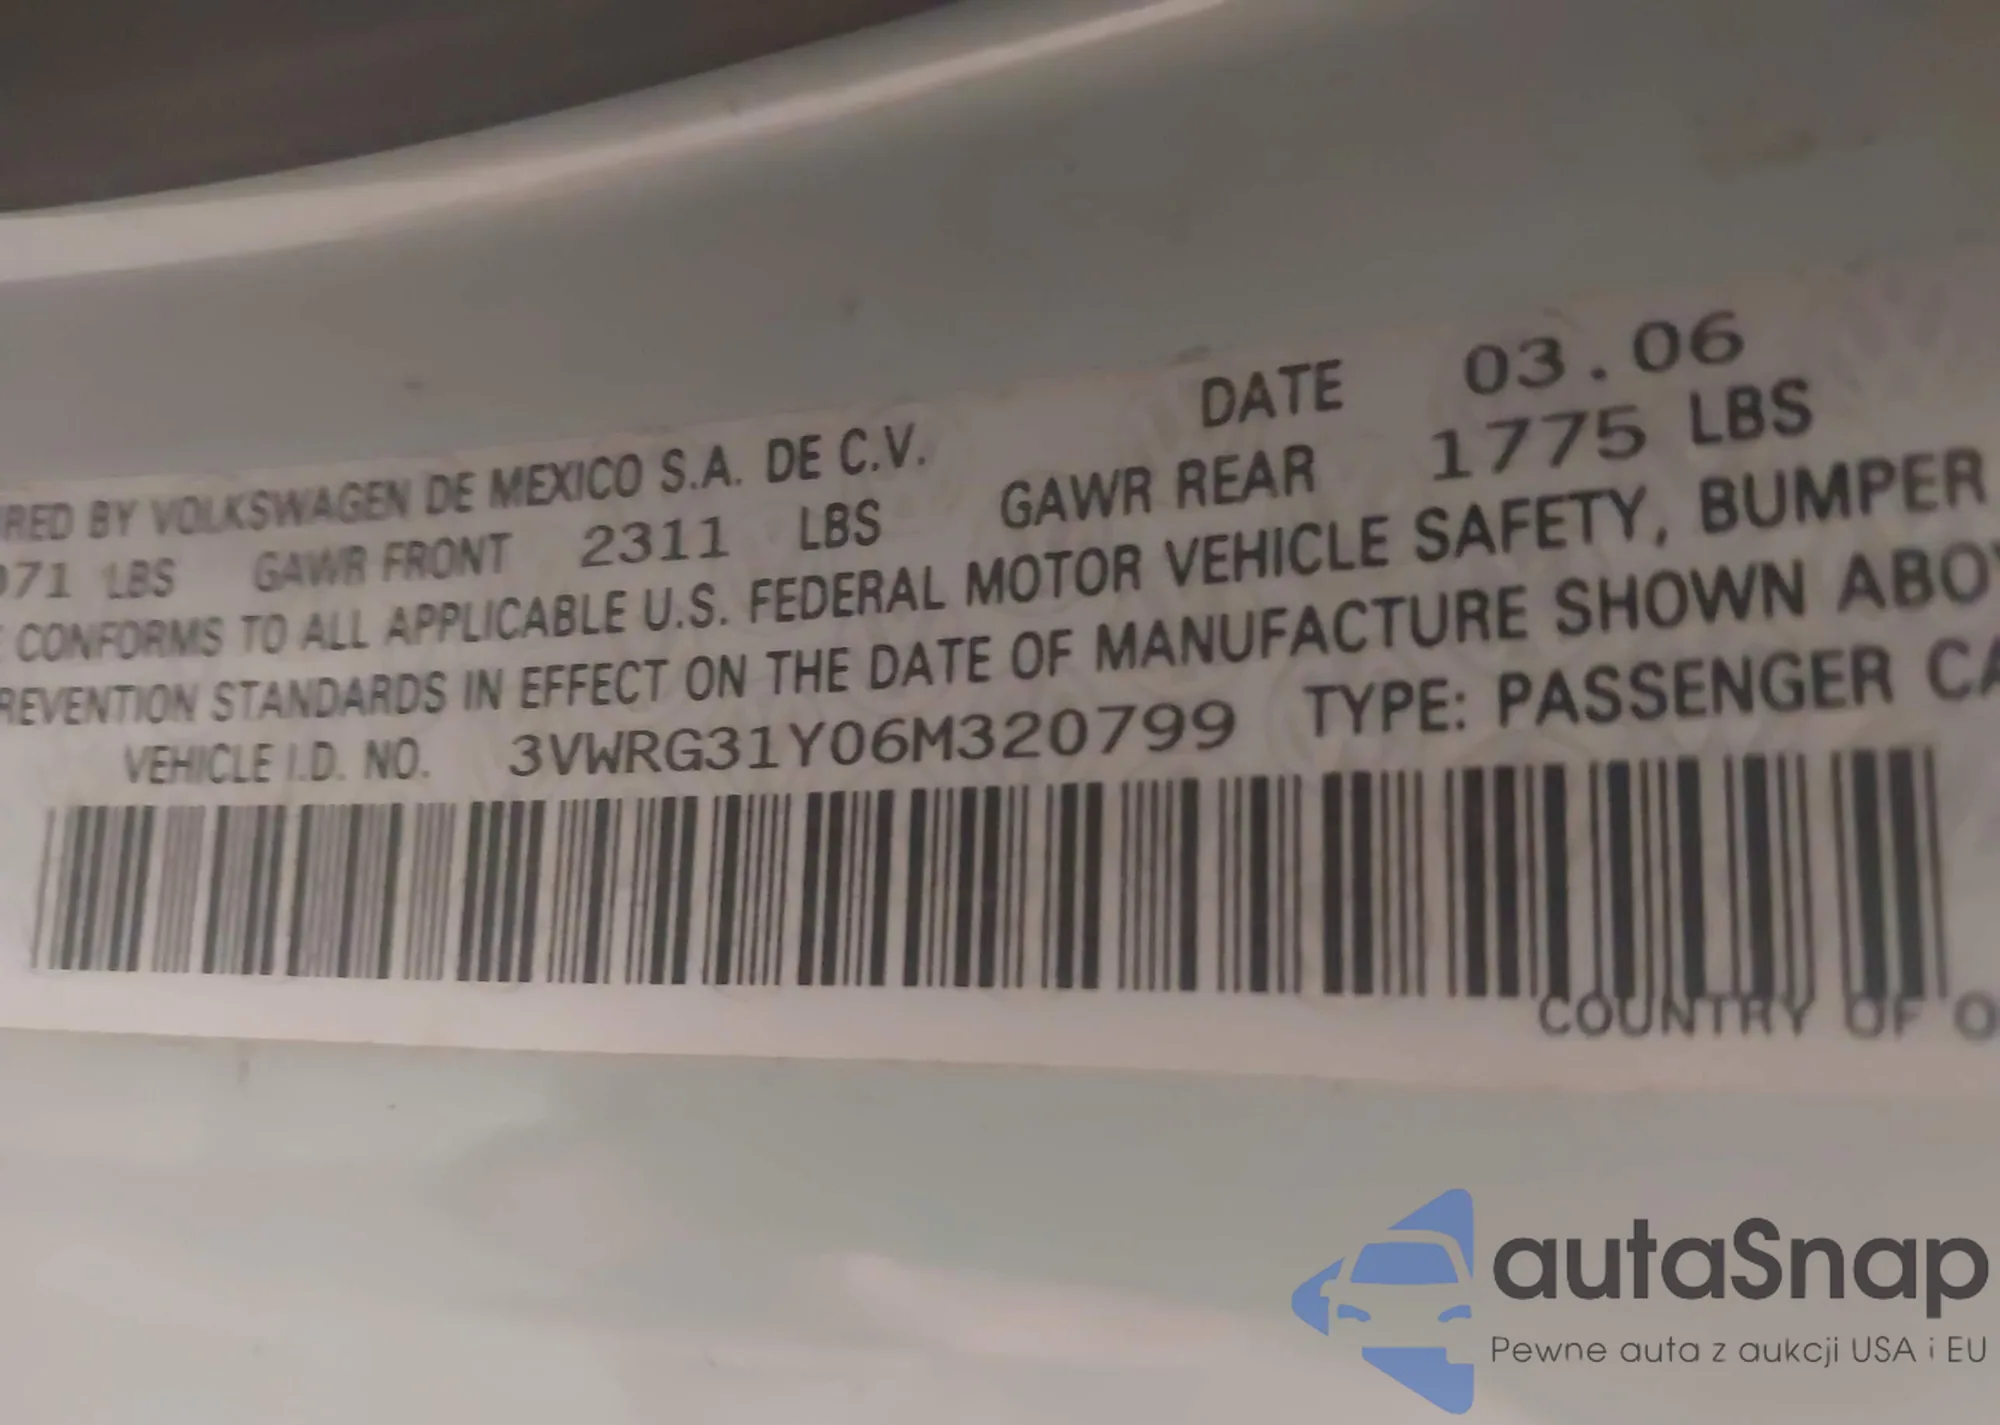 DATE 03.06
RED BY VOLKSWAGEN DE MEXICO S.A. DE C.V.
071 LBS GAWR FRONT 2311 LBS GAWR REAR 1775 LBS
CONFORMS TO ALL APPLICABLE U.S. FEDERAL MOTOR VEHICLE SAFETY, BUMPER
REVENTION STANDARDS IN EFFECT ON THE DATE OF MANUFACTURE SHOWN ABO
VEHICLE I.D. NO. 3VWRG31Y06M320799 TYPE: PASSENGER CA
COUNTRY OF O
autaSnap
Pewne auta z aukcji USA i EU